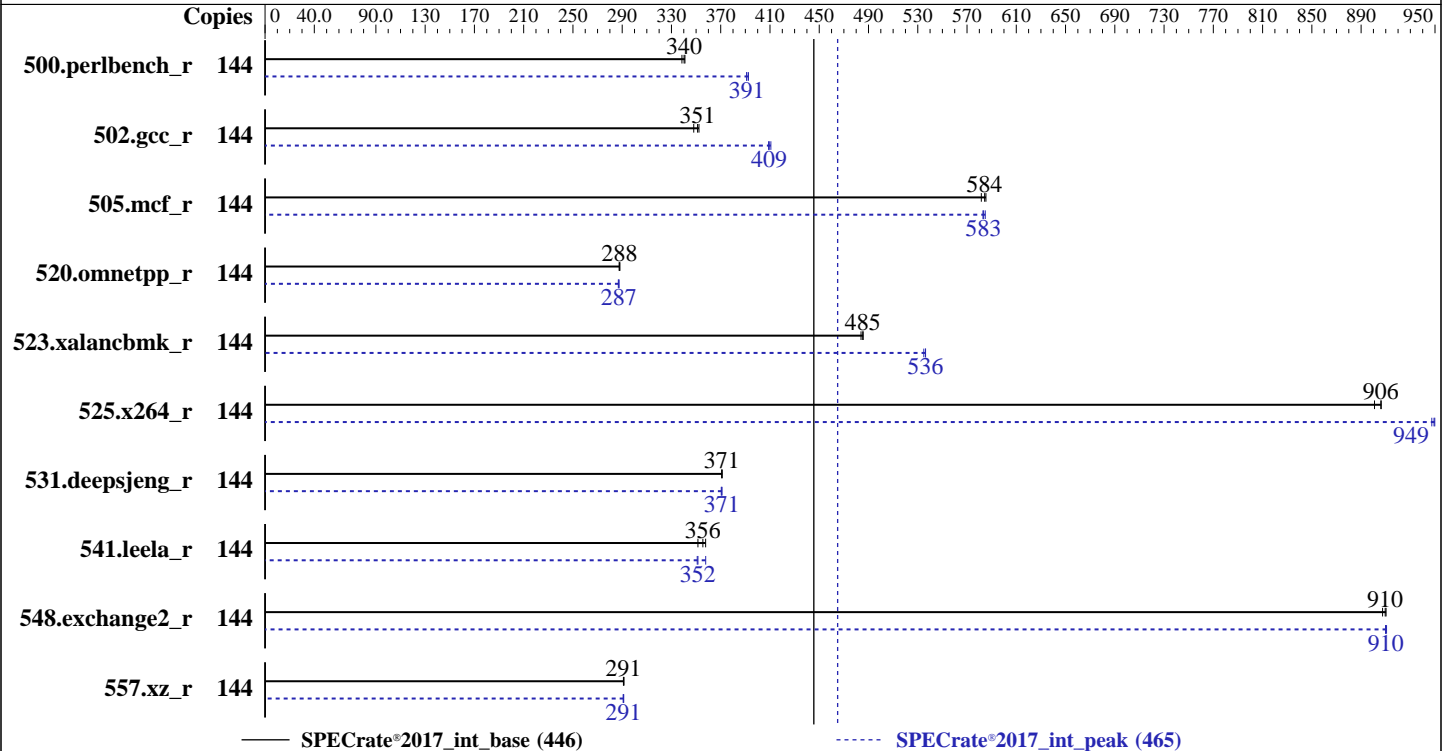 Copies 0 40.0 90.0 130 170 210 250 290 330 370 410 450 490 530 570 610 650 690 730 770 810 850 890 950
340
500.perlbench_r 144
391
351
502.gcc_r 144
409
584
505.mcf_r 144
583
288
520.omnetpp_r 144
287
485
523.xalancbmk_r 144
536
906
525.x264_r 144
949
371
531.deepsjeng_r 144
371
356
541.leela_r 144
352
910
548.exchange2_r 144
910
291
557.xz_r 144
291
SPECrate®2017_int_base (446) SPECrate®2017_int_peak (465)